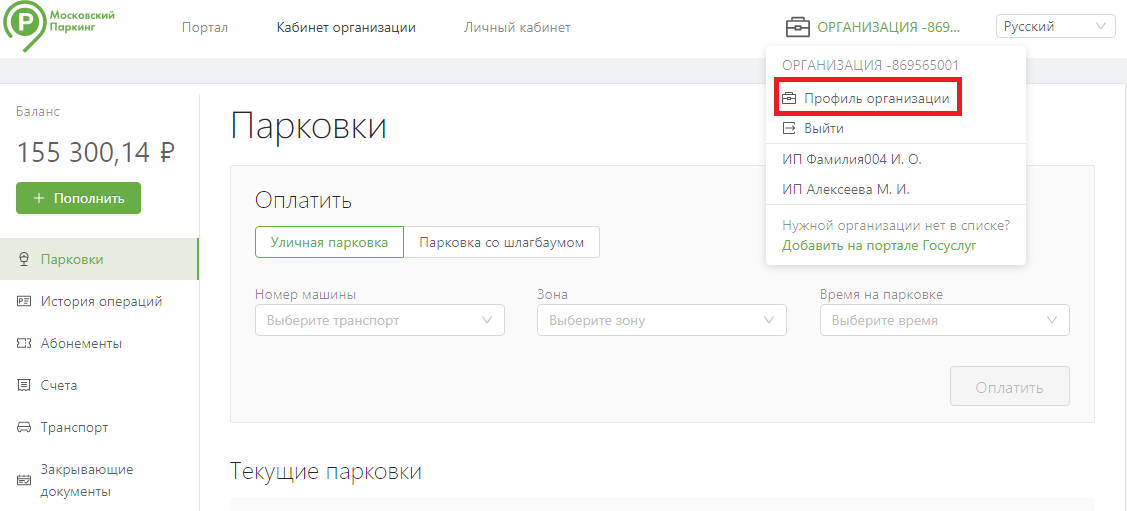 Московский
Паркинг
Портал
Кабинет организации
Личный кабинет
ОРГАНИЗАЦИЯ -869...
Русский
ОРГАНИЗАЦИЯ -869565001
Профиль организации
Выйти
ИП Фамилия004 И. О.
ИП Алексеева М. И.
Нужной организации нет в списке?
Добавить на портале Госуслуг
Баланс
155 300,14 ₽
+ Пополнить
Парковки
История операций
Абонементы
Счета
Транспорт
Закрывающие
документы
Парковки
Оплатить
Уличная парковка
Парковка со шлагбаумом
Номер машины
Выберите транспорт
Зона
Выберите зону
Время на парковке
Выберите время
Оплатить
Текущие парковки